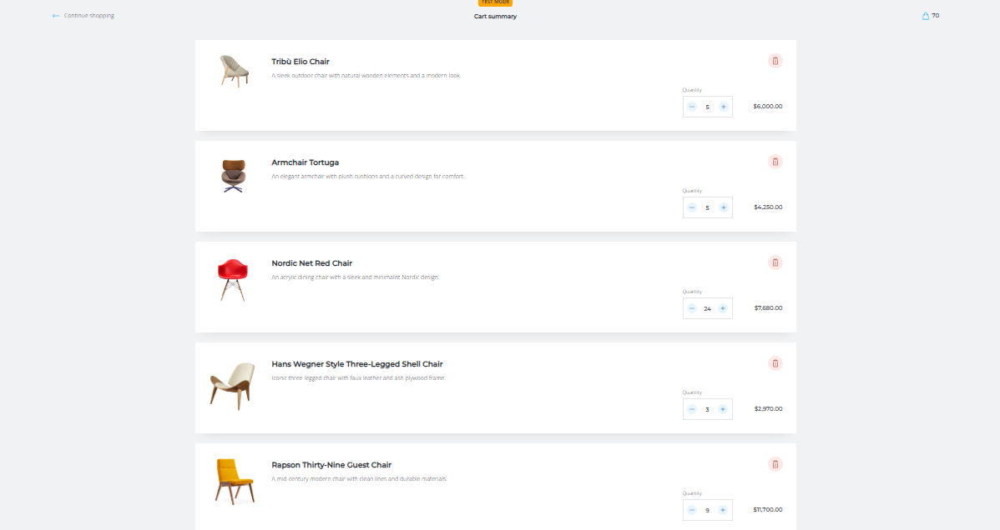 TEST MODE
Continue shopping
Cart summary
70
Tribù Elio Chair
A sleek outdoor chair with natural wooden elements and a modern look.
Quantity
5
$6,000.00
Armchair Tortuga
An elegant armchair with plush cushions and a curved design for comfort.
Quantity
5
$4,250.00
Nordic Net Red Chair
An acrylic dining chair with a sleek and minimalist Nordic design.
Quantity
24
$7,680.00
Hans Wegner Style Three-Legged Shell Chair
Iconic three-legged chair with faux leather and ash plywood frame.
Quantity
3
$2,970.00
Rapson Thirty-Nine Guest Chair
A mid-century modern chair with clean lines and durable materials.
Quantity
9
$11,700.00